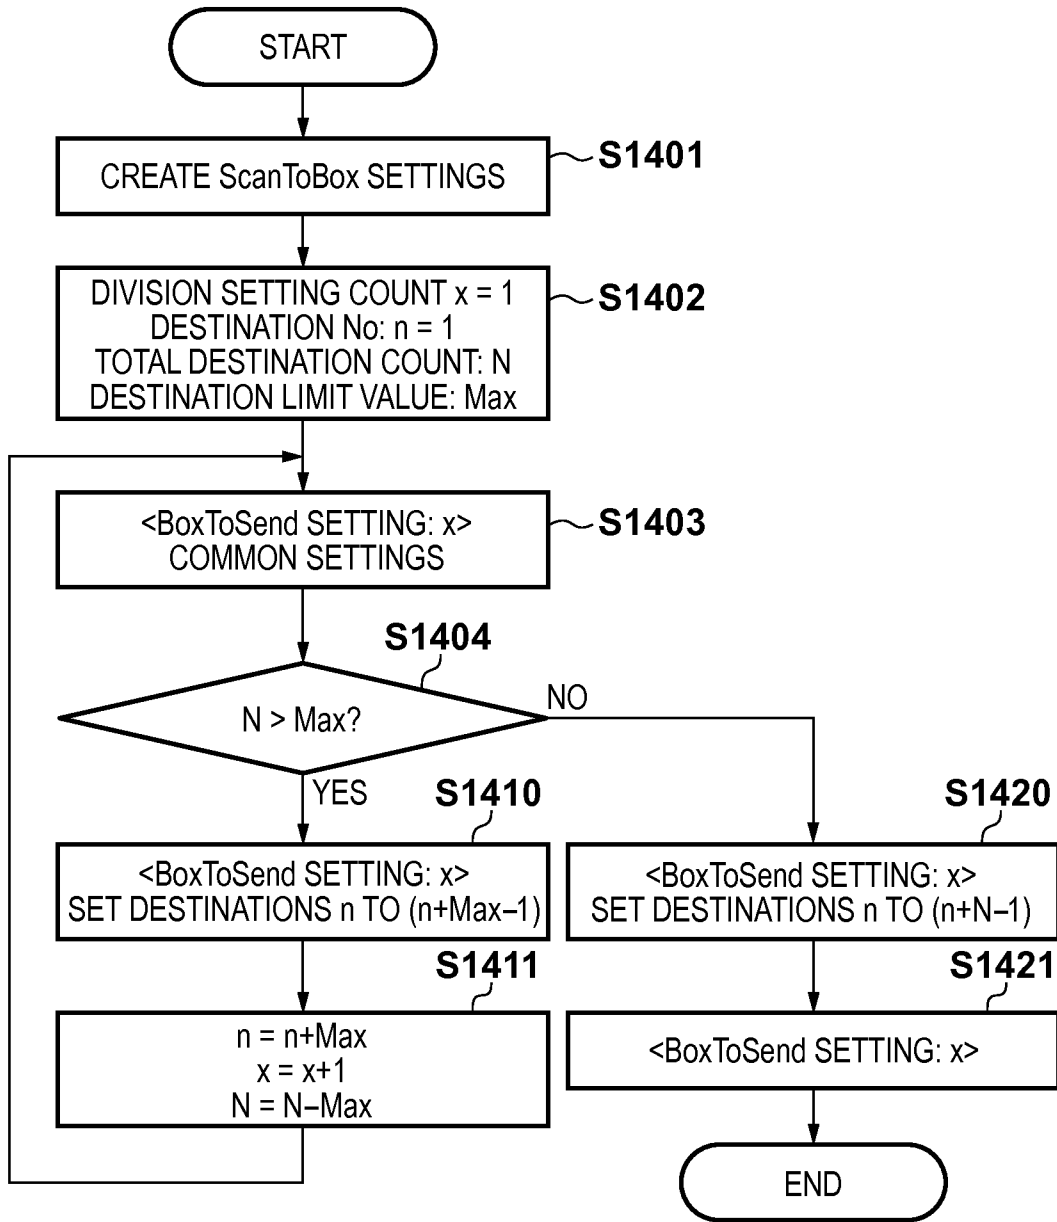 START
CREATE ScanToBox SETTINGS
S1401
DIVISION SETTING COUNT x = 1
DESTINATION No: n = 1
TOTAL DESTINATION COUNT: N
DESTINATION LIMIT VALUE: Max
S1402
<BoxToSend SETTING: x>
COMMON SETTINGS
S1403
S1404
N > Max?
NO
YES
S1410
<BoxToSend SETTING: x>
SET DESTINATIONS n TO (n+Max–1)
S1420
<BoxToSend SETTING: x>
SET DESTINATIONS n TO (n+N–1)
S1411
n = n+Max
x = x+1
N = N–Max
S1421
<BoxToSend SETTING: x>
END